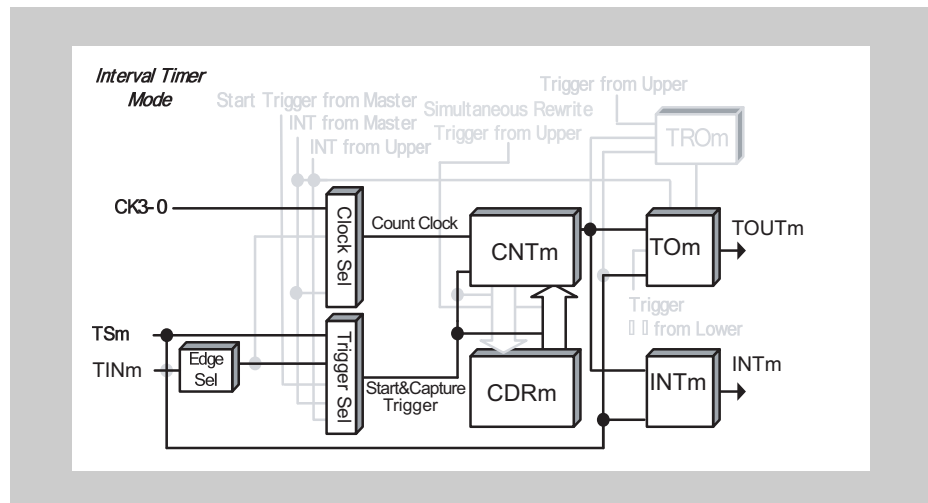 Interval Timer
Mode
Trigger from Upper
Start Trigger from Master
Simultaneous Rewrite
INT from Master
Trigger from Upper
INT from Upper
TROm
CK3-0
Clock Sel
Count Clock
CNTm
TOm
TOUTm
Trigger
from Lower
TSm
TINm
Edge
Sel
Trigger Sel
Start&Capture
Trigger
CDRm
INTm
INTm